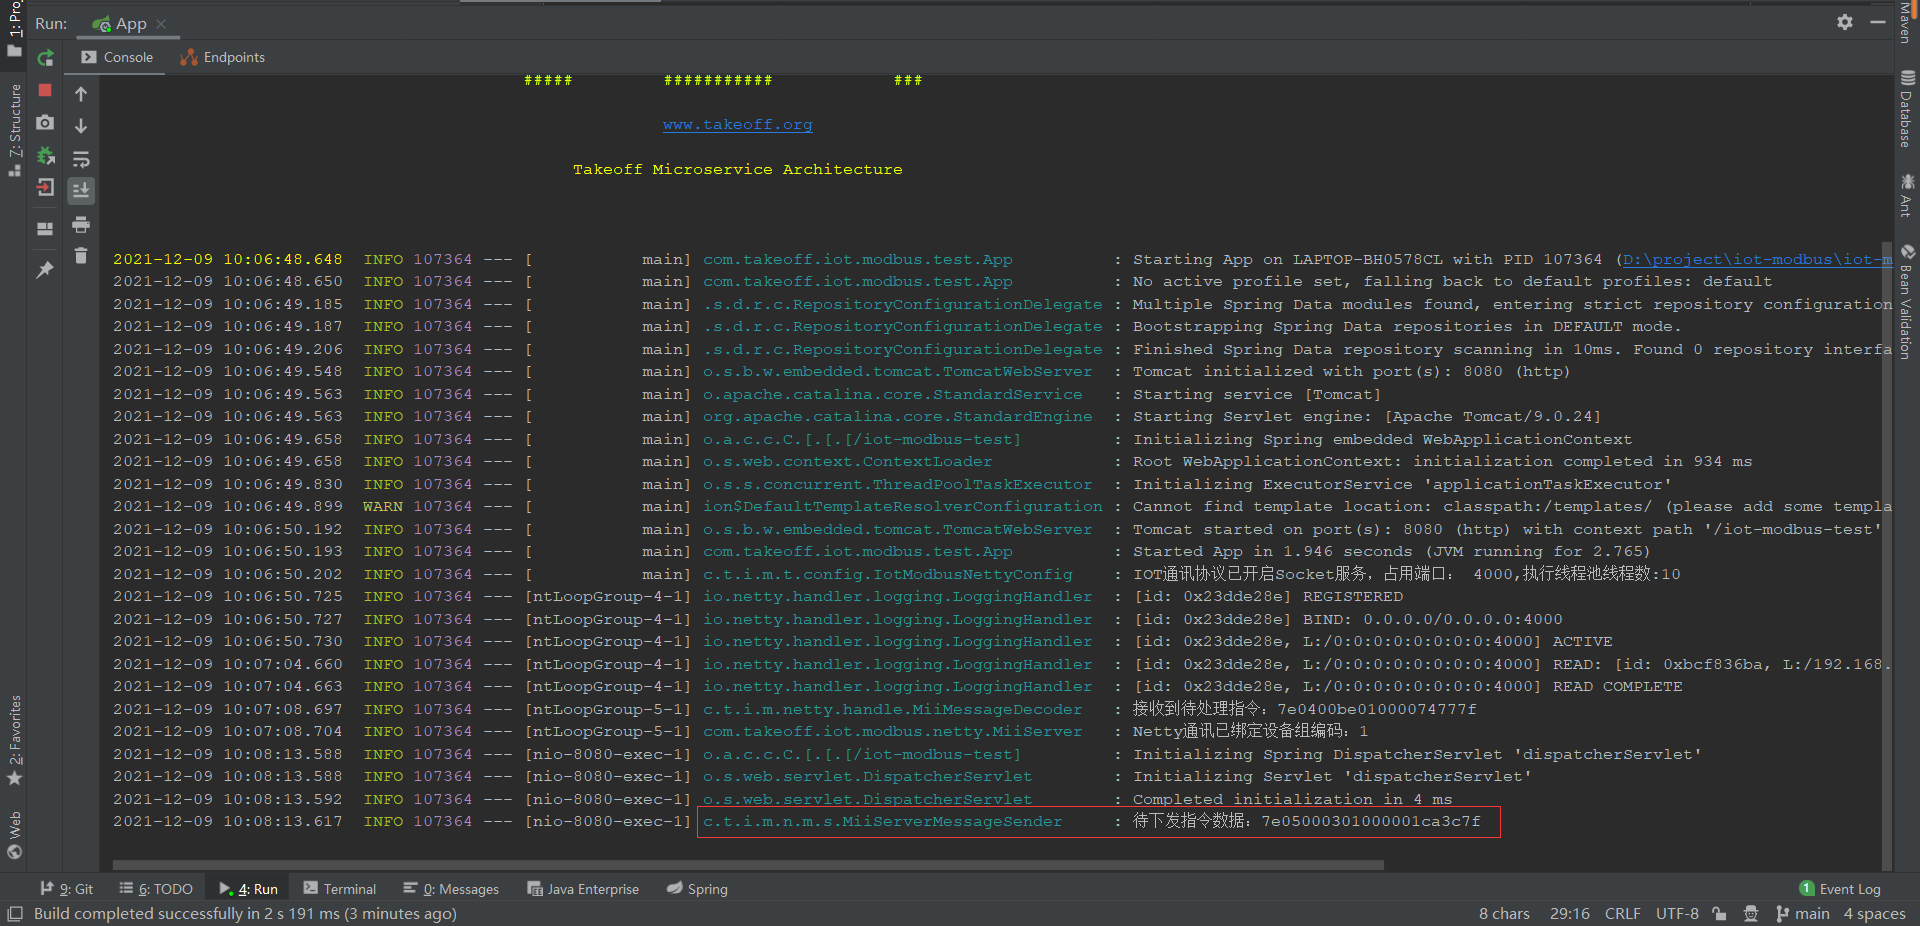 Run: App
Console Endpoints
##### ########### ###
www.takeoff.org
Takeoff Microservice Architecture
2021-12-09 10:06:48.648  INFO 107364 --- [           main] com.takeoff.iot.modbus.test.App          : Starting App on LAPTOP-BH0578CL with PID 107364 (D:\project\iot-modbus\iot-m
2021-12-09 10:06:48.650  INFO 107364 --- [           main] com.takeoff.iot.modbus.test.App          : No active profile set, falling back to default profiles: default
2021-12-09 10:06:49.185  INFO 107364 --- [           main] .s.d.r.c.RepositoryConfigurationDelegate : Multiple Spring Data modules found, entering strict repository configuration
2021-12-09 10:06:49.187  INFO 107364 --- [           main] .s.d.r.c.RepositoryConfigurationDelegate : Bootstrapping Spring Data repositories in DEFAULT mode.
2021-12-09 10:06:49.206  INFO 107364 --- [           main] .s.d.r.c.RepositoryConfigurationDelegate : Finished Spring Data repository scanning in 10ms. Found 0 repository interfa
2021-12-09 10:06:49.548  INFO 107364 --- [           main] o.s.b.w.embedded.tomcat.TomcatWebServer  : Tomcat initialized with port(s): 8080 (http)
2021-12-09 10:06:49.563  INFO 107364 --- [           main] o.apache.catalina.core.StandardService   : Starting service [Tomcat]
2021-12-09 10:06:49.563  INFO 107364 --- [           main] org.apache.catalina.core.StandardEngine  : Starting Servlet engine: [Apache Tomcat/9.0.24]
2021-12-09 10:06:49.658  INFO 107364 --- [           main] o.a.c.c.C.[.[.[/iot-modbus-test]         : Initializing Spring embedded WebApplicationContext
2021-12-09 10:06:49.658  INFO 107364 --- [           main] o.s.web.context.ContextLoader            : Root WebApplicationContext: initialization completed in 934 ms
2021-12-09 10:06:49.830  INFO 107364 --- [           main] o.s.s.concurrent.ThreadPoolTaskExecutor  : Initializing ExecutorService 'applicationTaskExecutor'
2021-12-09 10:06:49.899  WARN 107364 --- [           main] ion$DefaultTemplateResolverConfiguration : Cannot find template location: classpath:/templates/ (please add some templa
2021-12-09 10:06:50.192  INFO 107364 --- [           main] o.s.b.w.embedded.tomcat.TomcatWebServer  : Tomcat started on port(s): 8080 (http) with context path '/iot-modbus-test'
2021-12-09 10:06:50.193  INFO 107364 --- [           main] com.takeoff.iot.modbus.test.App          : Started App in 1.946 seconds (JVM running for 2.765)
2021-12-09 10:06:50.202  INFO 107364 --- [           main] c.t.i.m.t.config.IotModbusNettyConfig    : IOT通讯协议已开启Socket服务，占用端口： 4000,执行线程池线程数:10
2021-12-09 10:06:50.725  INFO 107364 --- [ntLoopGroup-4-1] io.netty.handler.logging.LoggingHandler  : [id: 0x23dde28e] REGISTERED
2021-12-09 10:06:50.727  INFO 107364 --- [ntLoopGroup-4-1] io.netty.handler.logging.LoggingHandler  : [id: 0x23dde28e] BIND: 0.0.0.0/0.0.0.0:4000
2021-12-09 10:06:50.730  INFO 107364 --- [ntLoopGroup-4-1] io.netty.handler.logging.LoggingHandler  : [id: 0x23dde28e, L:/0:0:0:0:0:0:0:0:4000] ACTIVE
2021-12-09 10:07:04.660  INFO 107364 --- [ntLoopGroup-4-1] io.netty.handler.logging.LoggingHandler  : [id: 0x23dde28e, L:/0:0:0:0:0:0:0:0:4000] READ: [id: 0xbcf836ba, L:/192.168.
2021-12-09 10:07:04.663  INFO 107364 --- [ntLoopGroup-4-1] io.netty.handler.logging.LoggingHandler  : [id: 0x23dde28e, L:/0:0:0:0:0:0:0:0:4000] READ COMPLETE
2021-12-09 10:07:08.697  INFO 107364 --- [ntLoopGroup-5-1] c.t.i.m.netty.handle.MiiMessageDecoder   : 接收到待处理指令：7e0400be01000074777f
2021-12-09 10:07:08.704  INFO 107364 --- [ntLoopGroup-5-1] com.takeoff.iot.modbus.netty.MiiServer   : Netty通讯已绑定设备组编码：1
2021-12-09 10:08:13.588  INFO 107364 --- [nio-8080-exec-1] o.a.c.c.C.[.[.[/iot-modbus-test]         : Initializing Spring DispatcherServlet 'dispatcherServlet'
2021-12-09 10:08:13.588  INFO 107364 --- [nio-8080-exec-1] o.s.web.servlet.DispatcherServlet        : Initializing Servlet 'dispatcherServlet'
2021-12-09 10:08:13.592  INFO 107364 --- [nio-8080-exec-1] o.s.web.servlet.DispatcherServlet        : Completed initialization in 4 ms
2021-12-09 10:08:13.617  INFO 107364 --- [nio-8080-exec-1] c.t.i.m.n.m.s.MiiServerMessageSender     : 待下发指令数据：7e05000301000001ca3c7f
1: Pro
7: Structure
2: Favorites
Web
Maven
Database
Ant
Bean Validation
9: Git 6: TODO 4: Run Terminal 0: Messages Java Enterprise Spring 1 Event Log
Build completed successfully in 2 s 191 ms (3 minutes ago) 8 chars 29:16 CRLF UTF-8 main 4 spaces